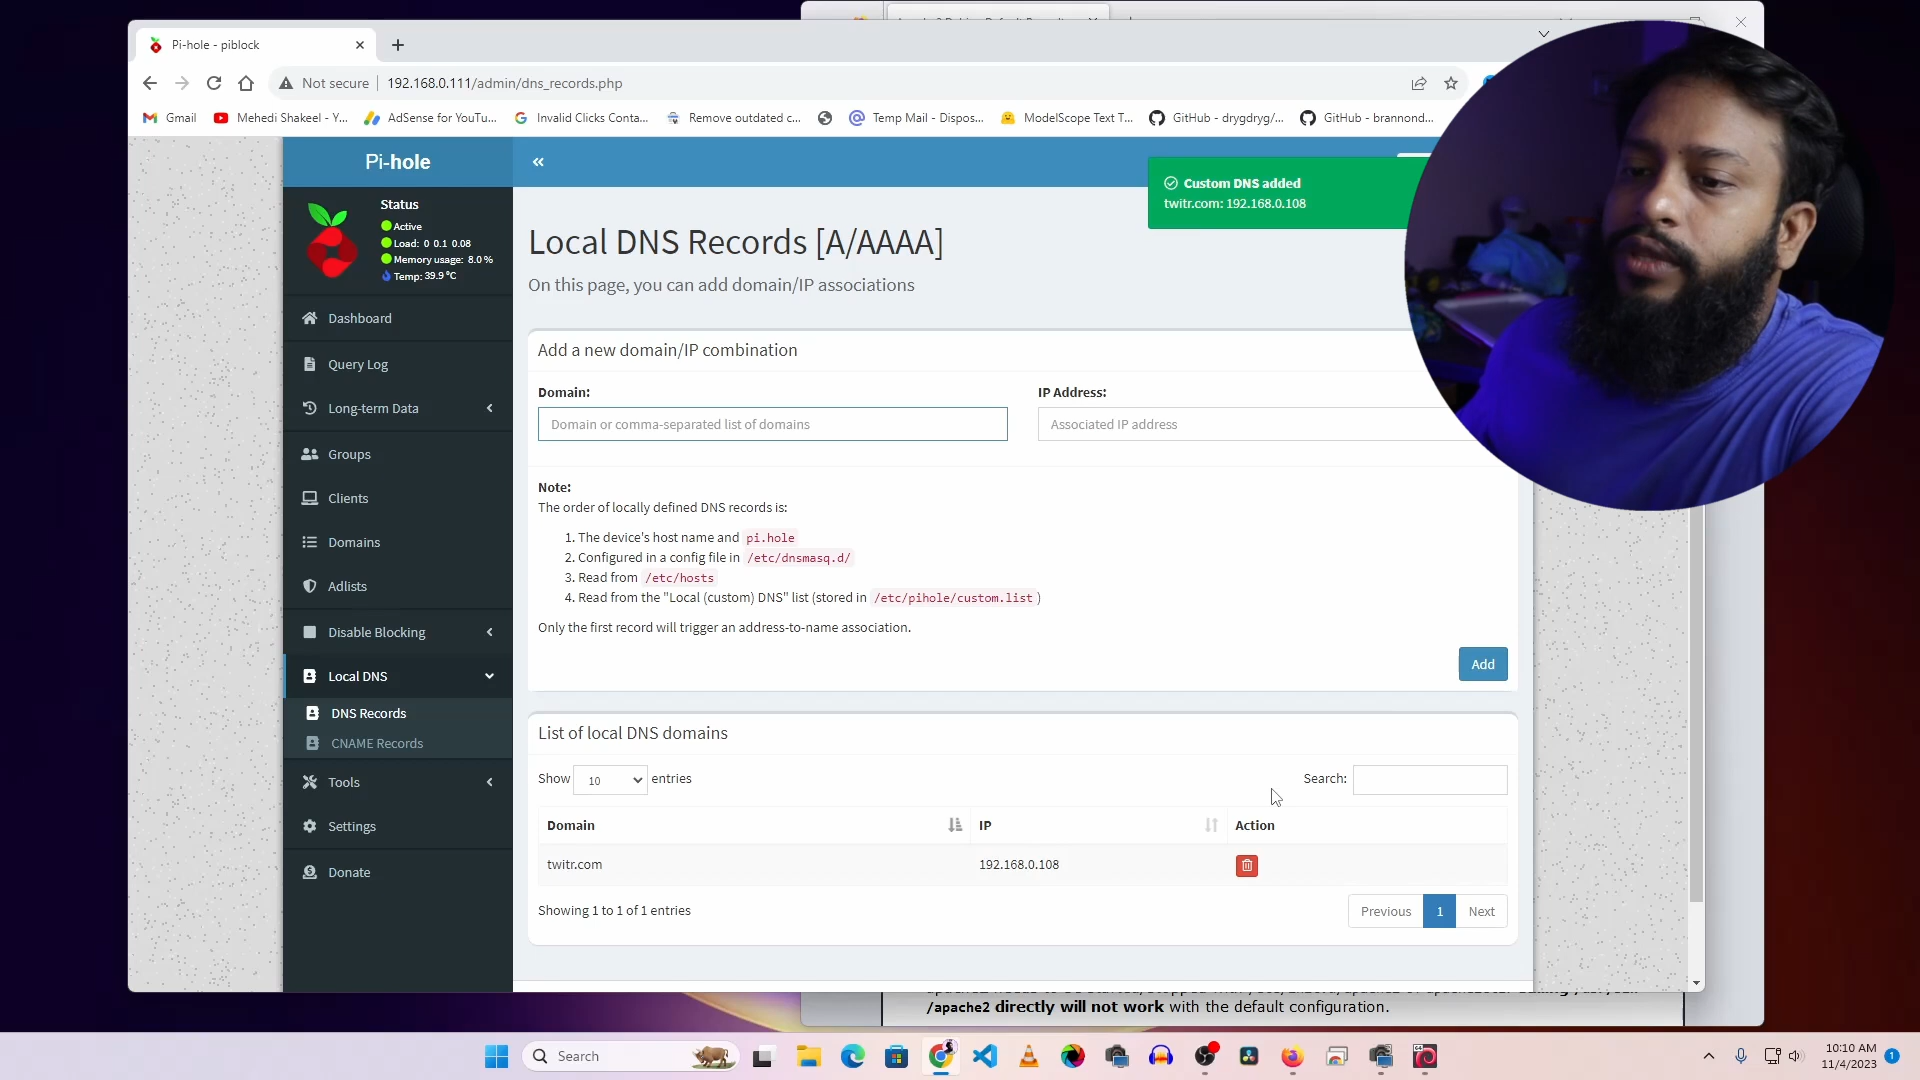 Pi-hole - piblock
Not secure
192.168.0.111/admin/dns_records.php
Gmail
Mehedi Shakeel - Y...
AdSense for YouTu...
Invalid Clicks Conta...
Remove outdated c...
Temp Mail - Dispos...
ModelScope Text T...
GitHub - drygdryg/...
GitHub - brannond...
Pi-hole
Custom DNS added
twitr.com: 192.168.0.108
Status
Active
Load: 0 0.1 0.08
Memory usage: 8.0 %
Temp: 39.9 °C
Dashboard
Query Log
Long-term Data
Groups
Clients
Domains
Adlists
Disable Blocking
Local DNS
DNS Records
CNAME Records
Tools
Settings
Donate
Local DNS Records [A/AAAA]
On this page, you can add domain/IP associations
Add a new domain/IP combination
Domain:
Domain or comma-separated list of domains
IP Address:
Associated IP address
Note:
The order of locally defined DNS records is:
1. The device's host name and pi.hole
2. Configured in a config file in /etc/dnsmasq.d/
3. Read from /etc/hosts
4. Read from the "Local (custom) DNS" list (stored in /etc/pihole/custom.list )
Only the first record will trigger an address-to-name association.
Add
List of local DNS domains
Show 10 entries
Search:
Domain IP Action
twitr.com 192.168.0.108
Showing 1 to 1 of 1 entries
Previous 1 Next
/apache2 directly will not work with the default configuration.
Search
10:10 AM
11/4/2023
1